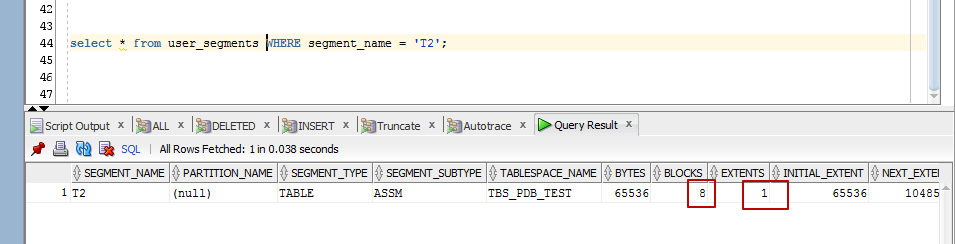 42
43
44 select * from user_segments WHERE segment_name = 'T2';
45
46
47
Script Output x ALL x DELETED x INSERT x Truncate x Autotrace x Query Result x
SQL | All Rows Fetched: 1 in 0.038 seconds
SEGMENT_NAME PARTITION_NAME SEGMENT_TYPE SEGMENT_SUBTYPE TABLESPACE_NAME BYTES BLOCKS EXTENTS INITIAL_EXTENT NEXT_EXTEN
1 T2 (null) TABLE ASSM TBS_PDB_TEST 65536 8 1 65536 10485